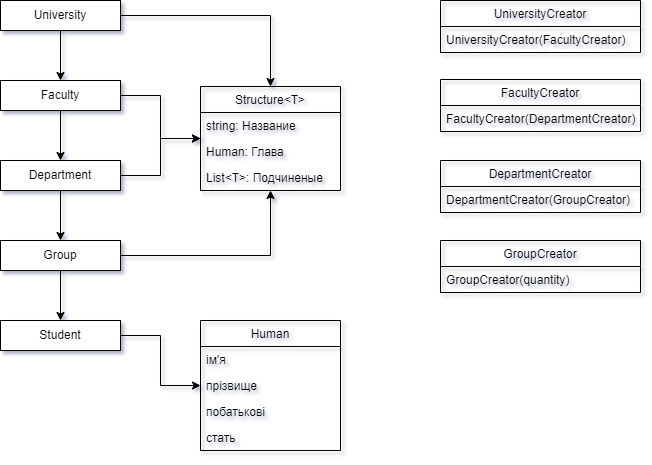 University
Faculty
Department
Group
Student
Structure<T>
string: Название
Human: Глава
List<T>: Подчиненые
Human
ім'я
прізвище
побатькові
стать
UniversityCreator
UniversityCreator(FacultyCreator)
FacultyCreator
FacultyCreator(DepartmentCreator)
DepartmentCreator
DepartmentCreator(GroupCreator)
GroupCreator
GroupCreator(quantity)